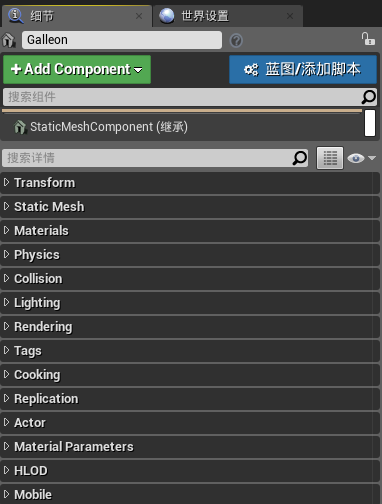 细节 世界设置
Galleon
+Add Component 蓝图/添加脚本
搜索组件
StaticMeshComponent (继承)
搜索详情
Transform
Static Mesh
Materials
Physics
Collision
Lighting
Rendering
Tags
Cooking
Replication
Actor
Material Parameters
HLOD
Mobile